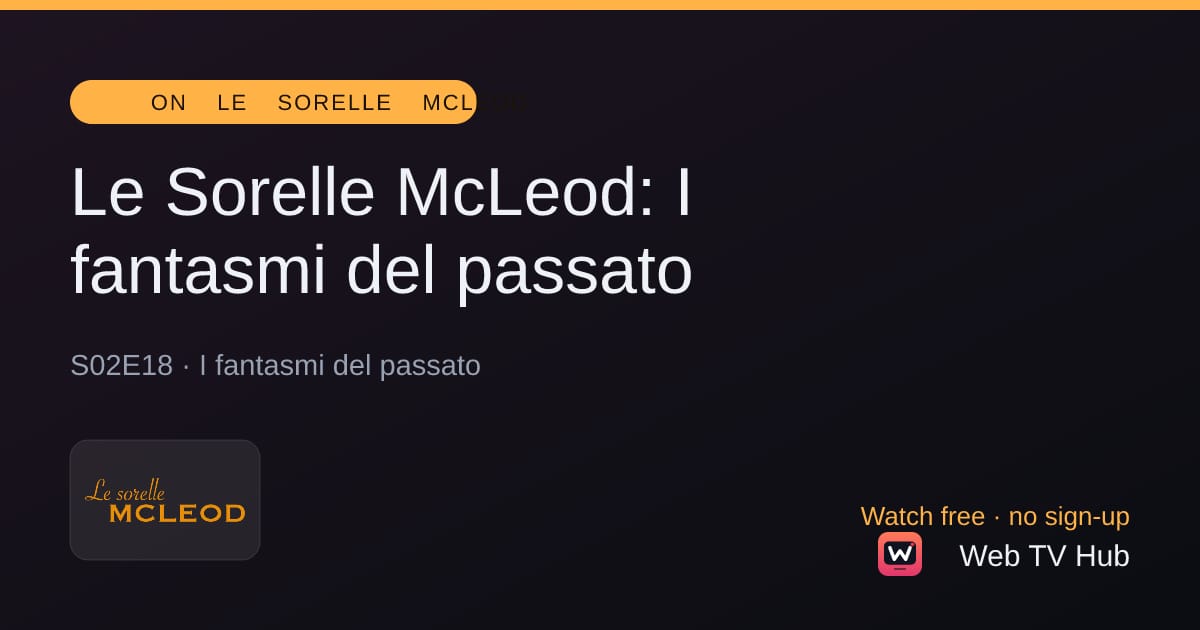 ON LE SORELLE MCLEOD
Le Sorelle McLeod: I
fantasmi del passato
S02E18 · I fantasmi del passato
Le sorelle
MCLEOD
Watch free · no sign-up
W
Web TV Hub